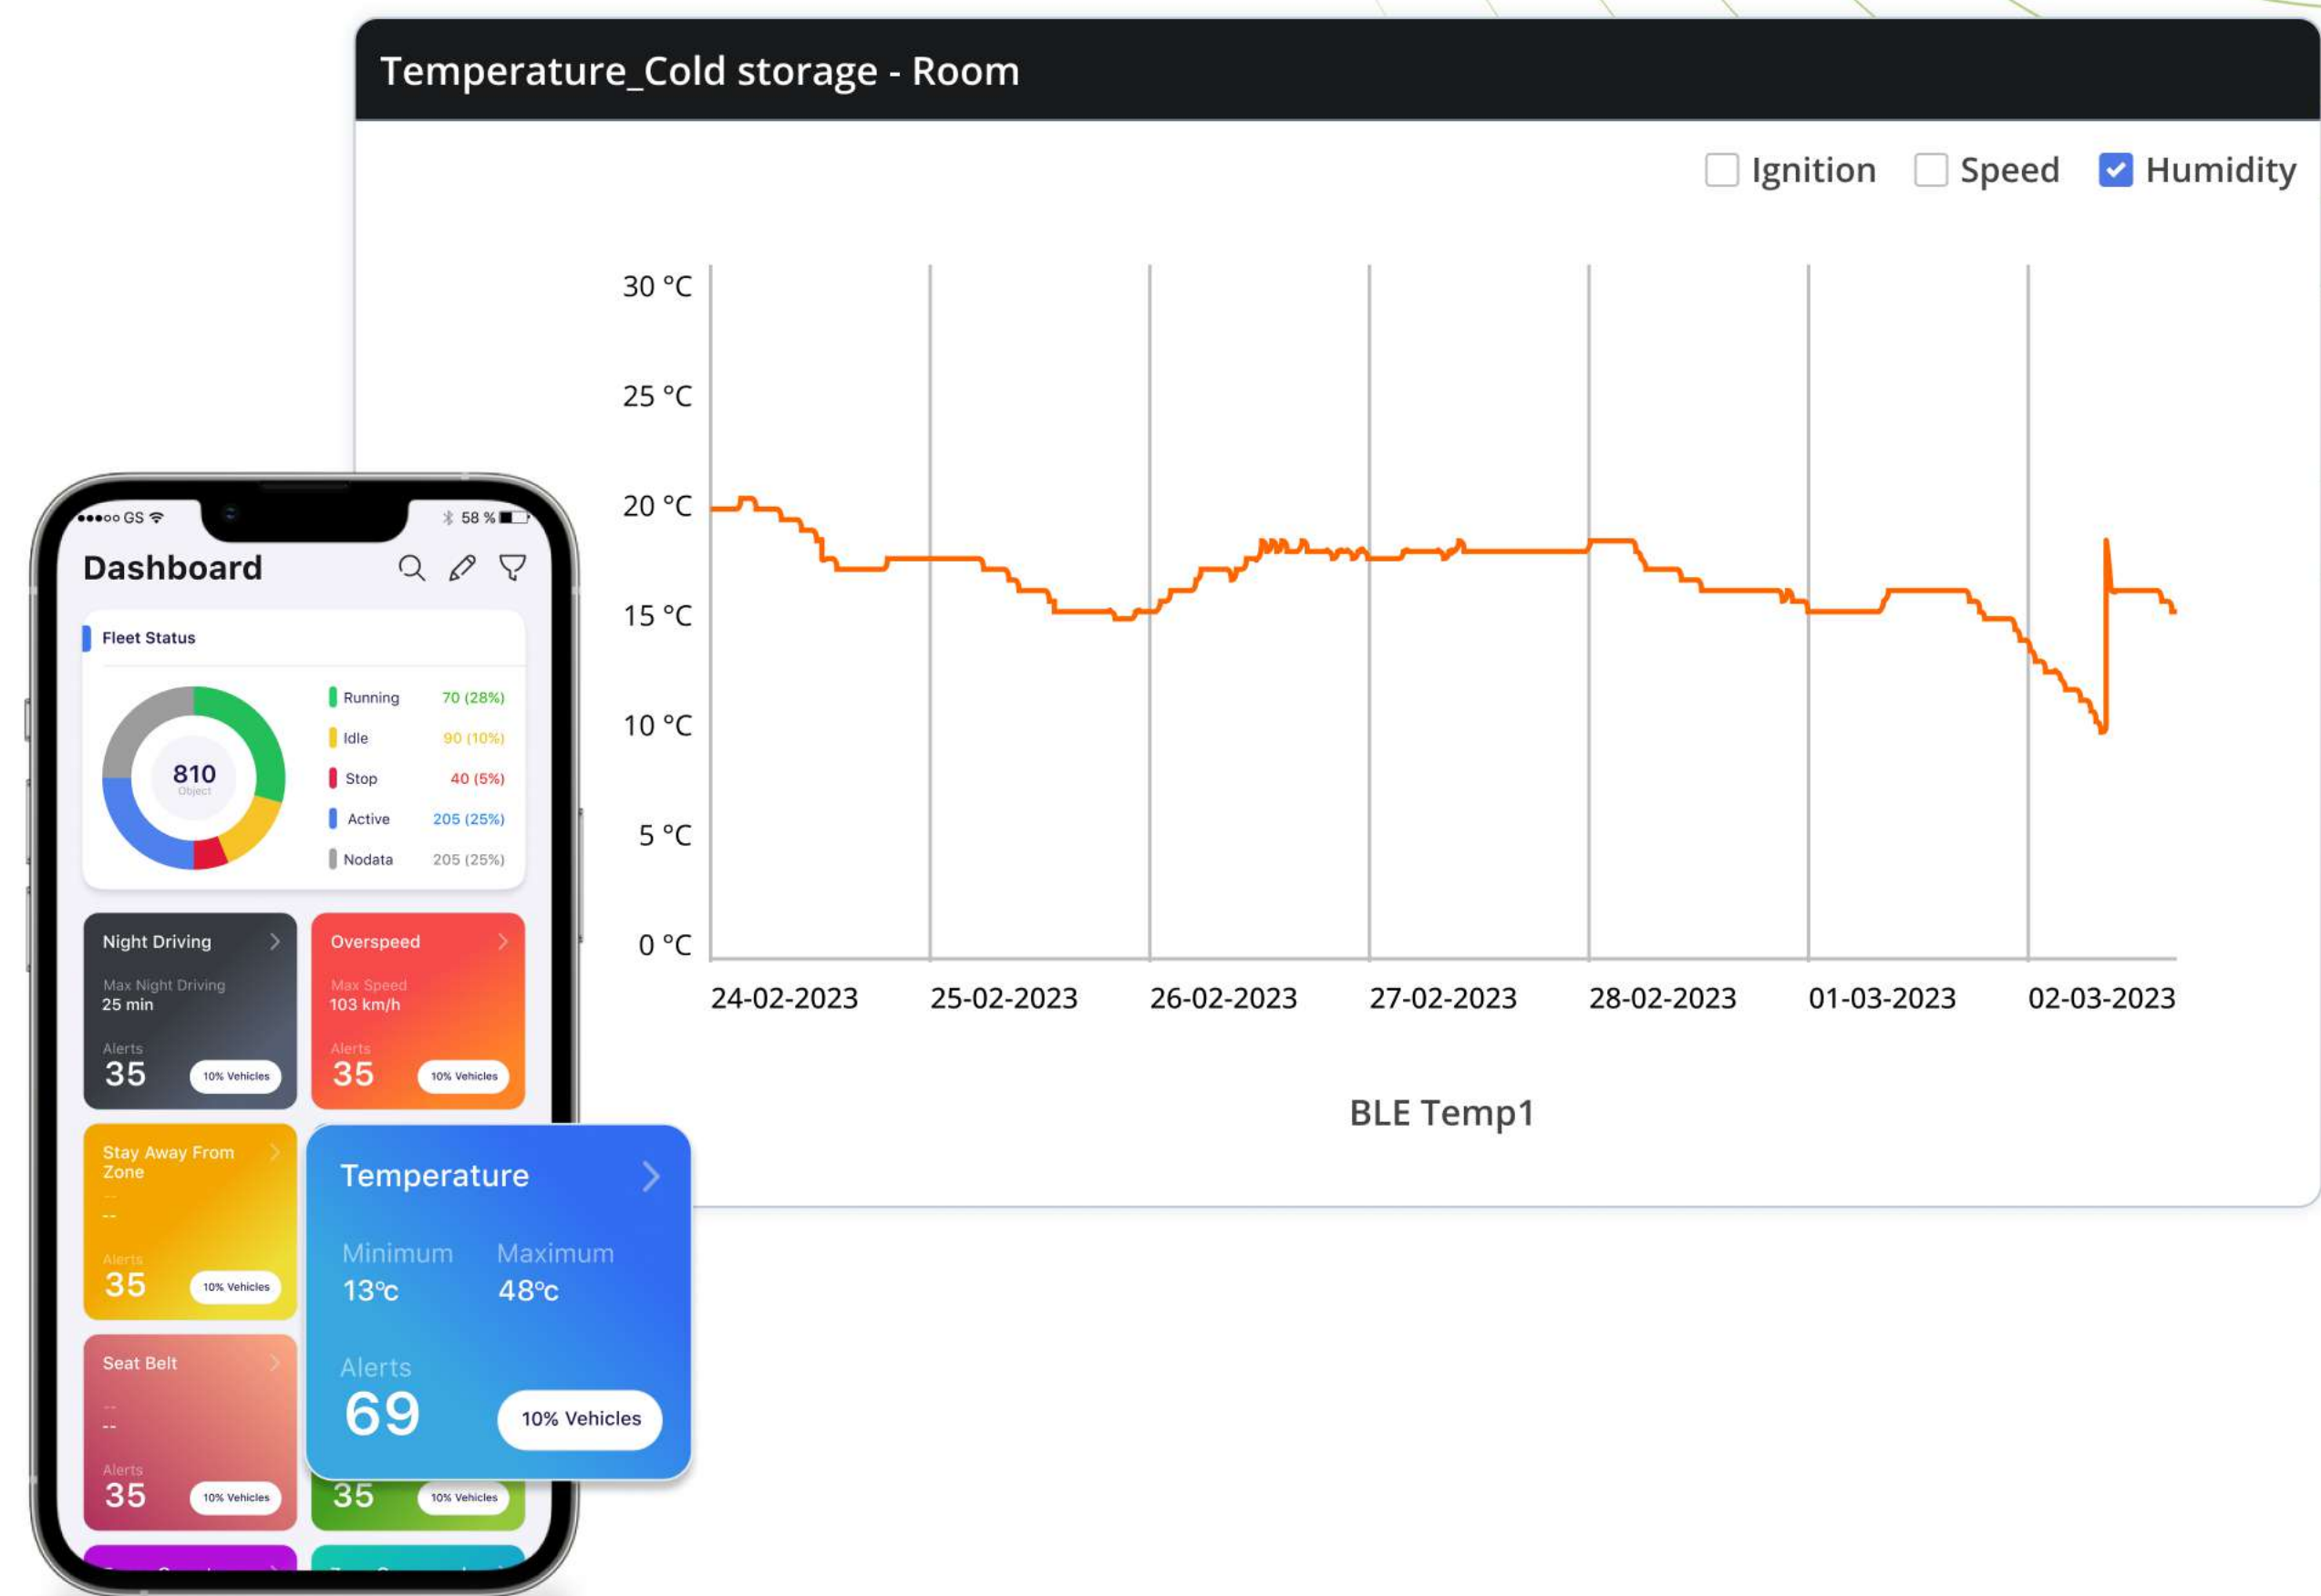 Temperature_Cold storage - Room
Ignition
Speed
Humidity
30 °C
25 °C
20 °C
15 °C
10 °C
5 °C
0 °C
24-02-2023
25-02-2023
26-02-2023
27-02-2023
28-02-2023
01-03-2023
02-03-2023
BLE Temp1
GS
58 %
Dashboard
Fleet Status
810
Object
Running 70 (28%)
Idle 90 (10%)
Stop 40 (5%)
Active 205 (25%)
Nodata 205 (25%)
Night Driving
Max Night Driving
25 min
Alerts
35
10% Vehicles
Overspeed
Max Speed
103 km/h
Alerts
35
10% Vehicles
Stay Away From
Zone
--
--
Alerts
35
10% Vehicles
Temperature
Minimum
13°c
Maximum
48°c
Alerts
69
10% Vehicles
Seat Belt
--
--
Alerts
35
10% Vehicles
35
10% Vehicles